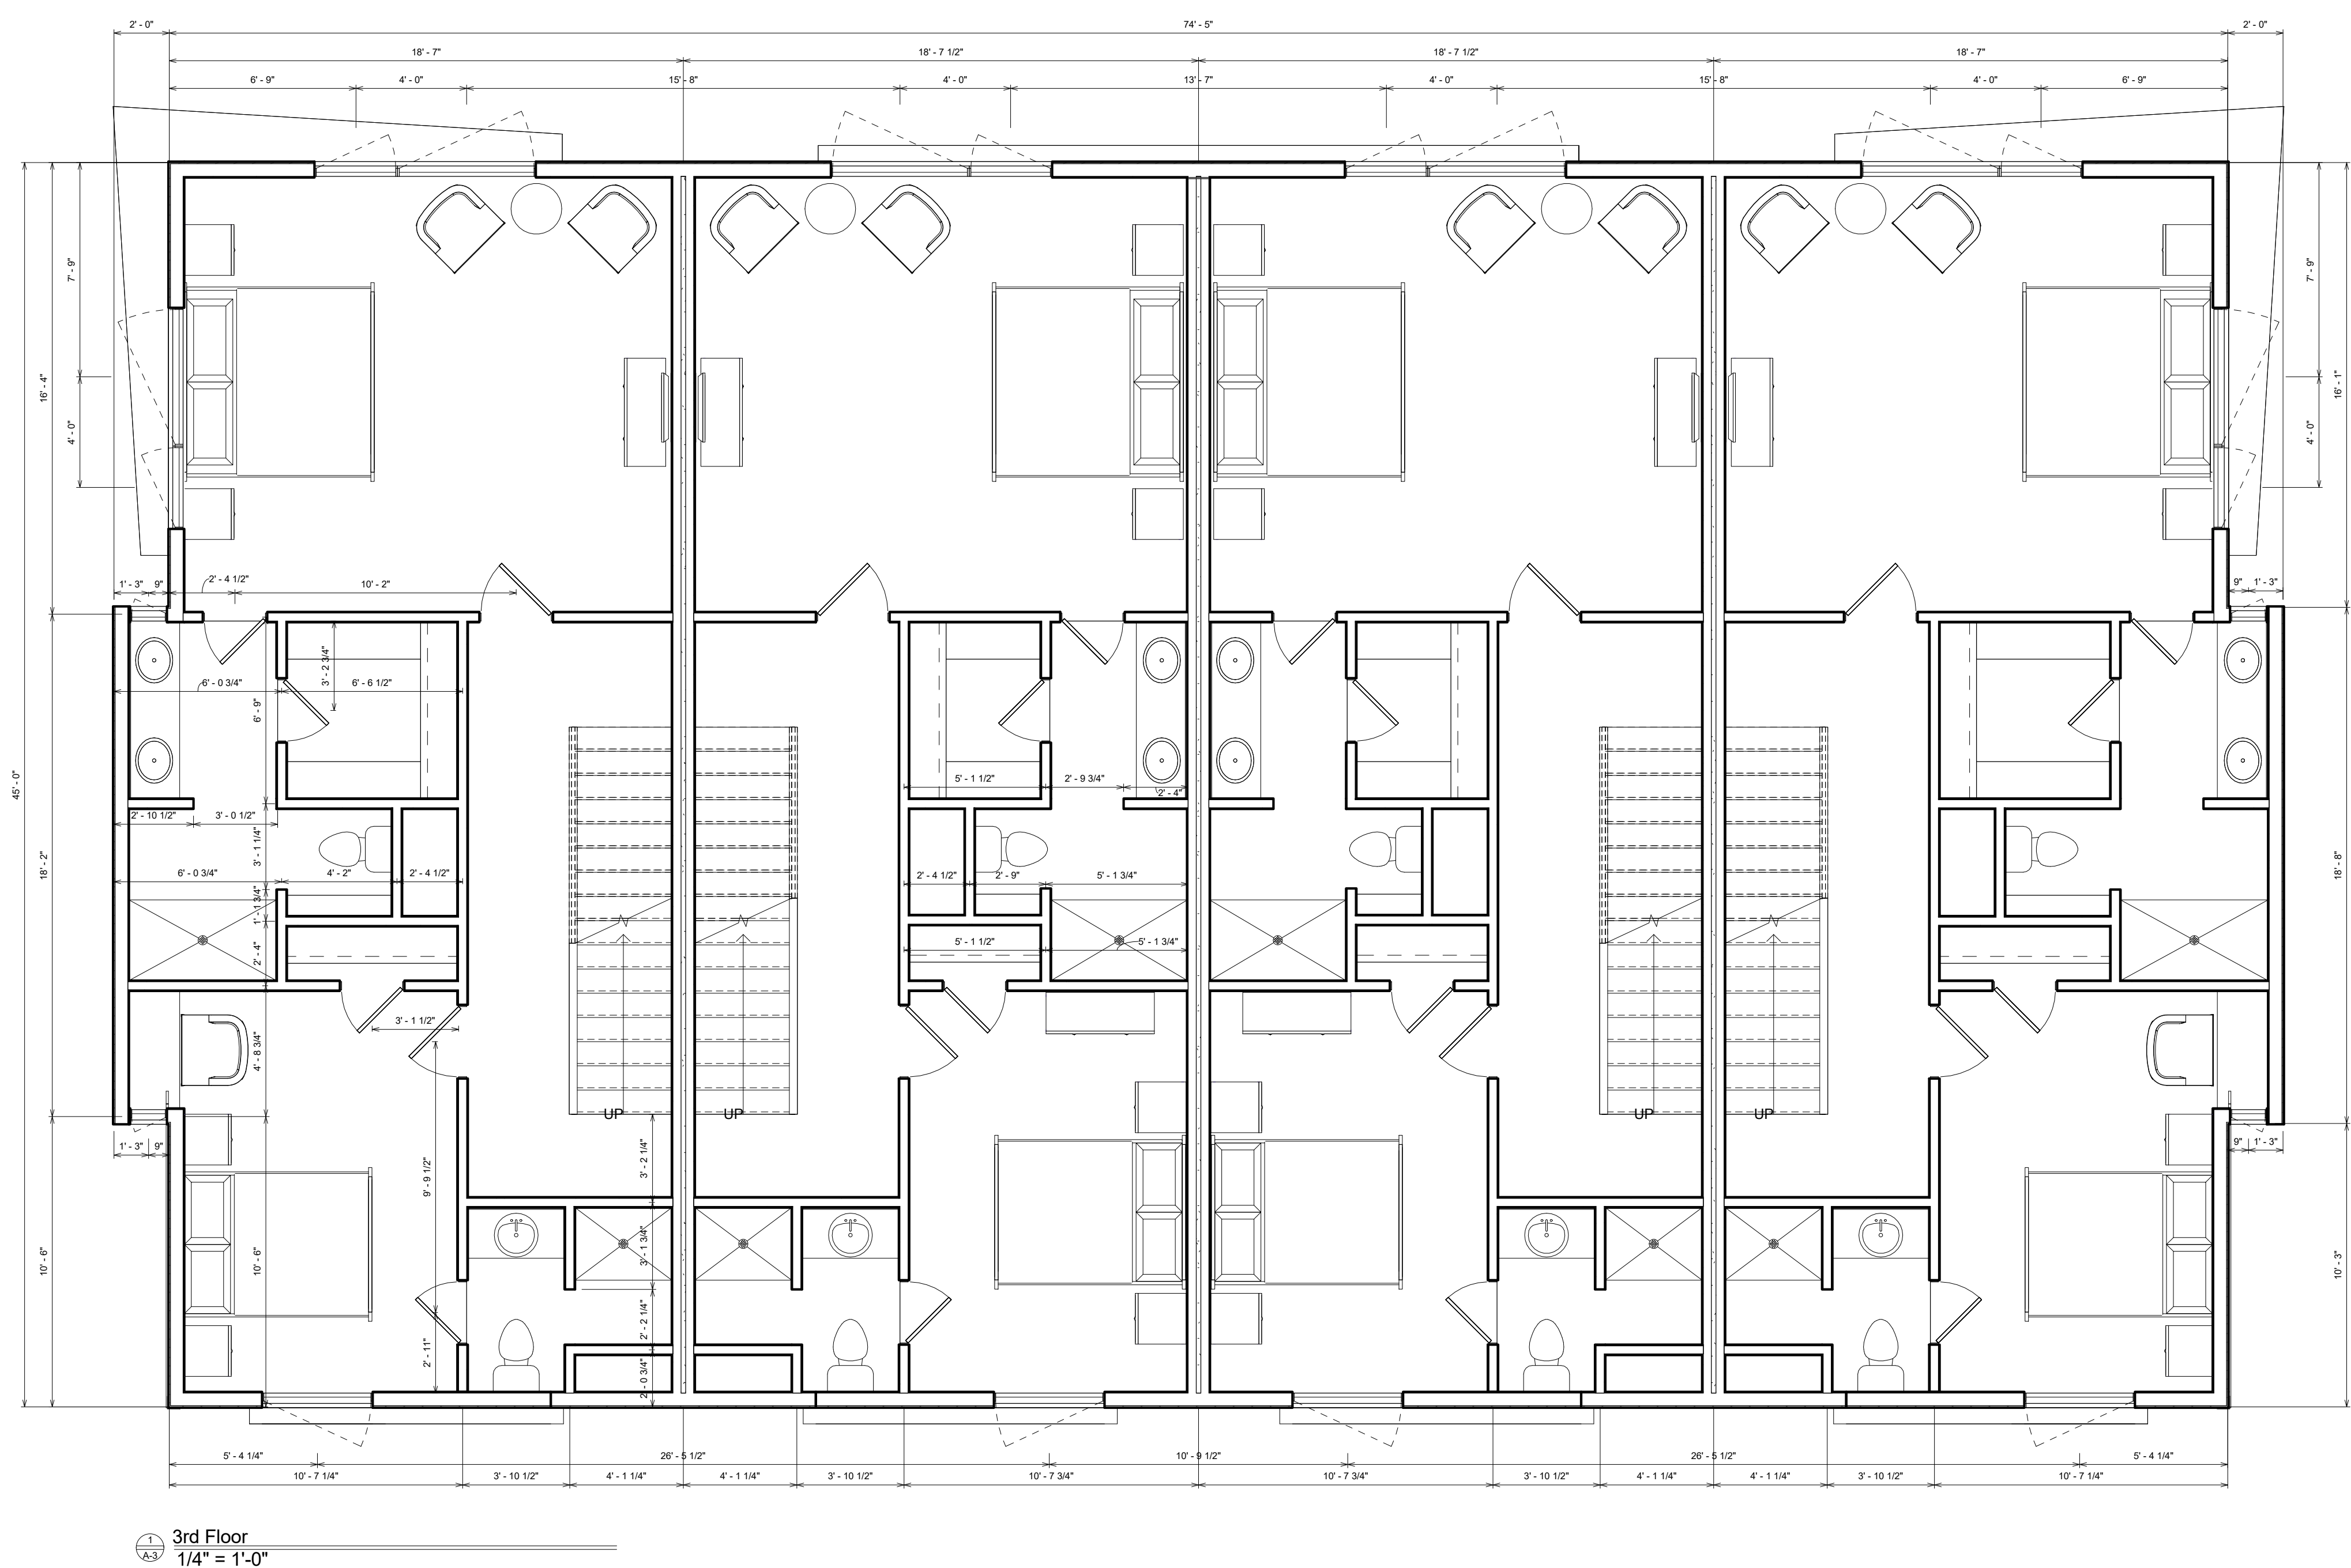 2' - 0" 74' - 5" 2' - 0"
18' - 7" 18' - 7 1/2" 18' - 7 1/2" 18' - 7"
6' - 9" 4' - 0" 15' - 8" 4' - 0" 13' - 7" 4' - 0" 15' - 8" 4' - 0" 6' - 9"
7' - 9"
7' - 9"
16' - 4"
16' - 1"
4' - 0"
4' - 0"
1' - 3" 9" 2' - 4 1/2" 10' - 2" 9" 1' - 3"
3' - 2 3/4"
6' - 0 3/4" 6' - 6 1/2"
6' - 9"
45' - 0"
5' - 1 1/2" 2' - 9 3/4"
2' - 4"
2' - 10 1/2" 3' - 0 1/2"
3' - 1 1/4"
18' - 2"
18' - 8"
6' - 0 3/4" 4' - 2" 2' - 4 1/2" 2' - 4 1/2" 2' - 9" 5' - 1 3/4"
1' - 1 3/4"
5' - 1 1/2" 5' - 1 3/4"
2' - 4"
3' - 1 1/2"
4' - 8 3/4"
UP UP UP UP
1' - 3" 9" 9" 1' - 3"
3' - 2 1/4"
9' - 9 1/2"
3' - 1 3/4"
10' - 6"
10' - 6"
10' - 3"
2' - 2 1/4"
2' - 11"
2' - 0 3/4"
5' - 4 1/4" 26' - 5 1/2" 10' - 9 1/2" 26' - 5 1/2" 5' - 4 1/4"
10' - 7 1/4" 3' - 10 1/2" 4' - 1 1/4" 4' - 1 1/4" 3' - 10 1/2" 10' - 7 3/4" 10' - 7 3/4" 3' - 10 1/2" 4' - 1 1/4" 4' - 1 1/4" 3' - 10 1/2" 10' - 7 1/4"
1 3rd Floor
A-3 1/4" = 1'-0"